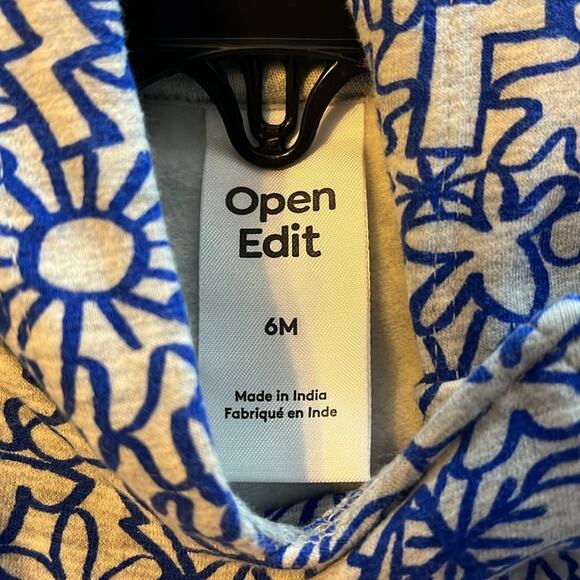 Open
Edit
6M
Made in India
Fabriqué en Inde